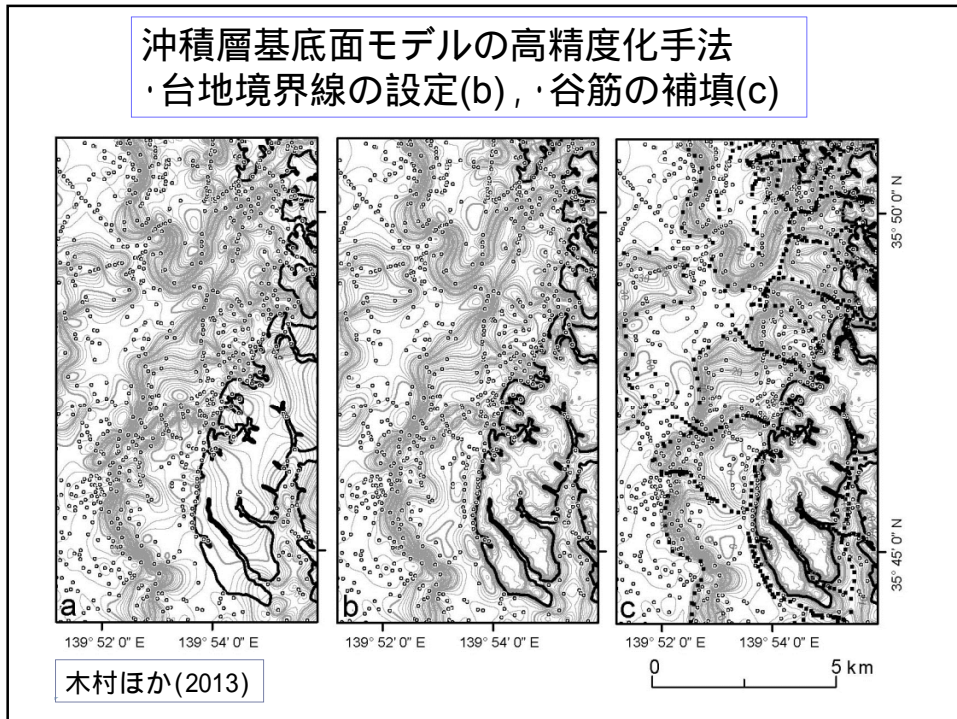 沖積層基底面モデルの高精度化手法
･台地境界線の設定(b) , ･谷筋の補填(c)
a.
b
c
35° 50' 0" N
35° 45' 0" N
139° 52' 0" E
139° 54' 0" E
139° 52' 0" E
139° 54' 0" E
139° 52' 0" E
139° 54' 0" E
0
5 km
木村ほか(2013)